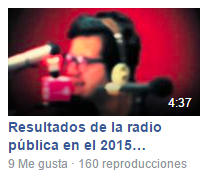 4:37
Resultados de la radio
pública en el 2015...
9 Me gusta · 160 reproducciones